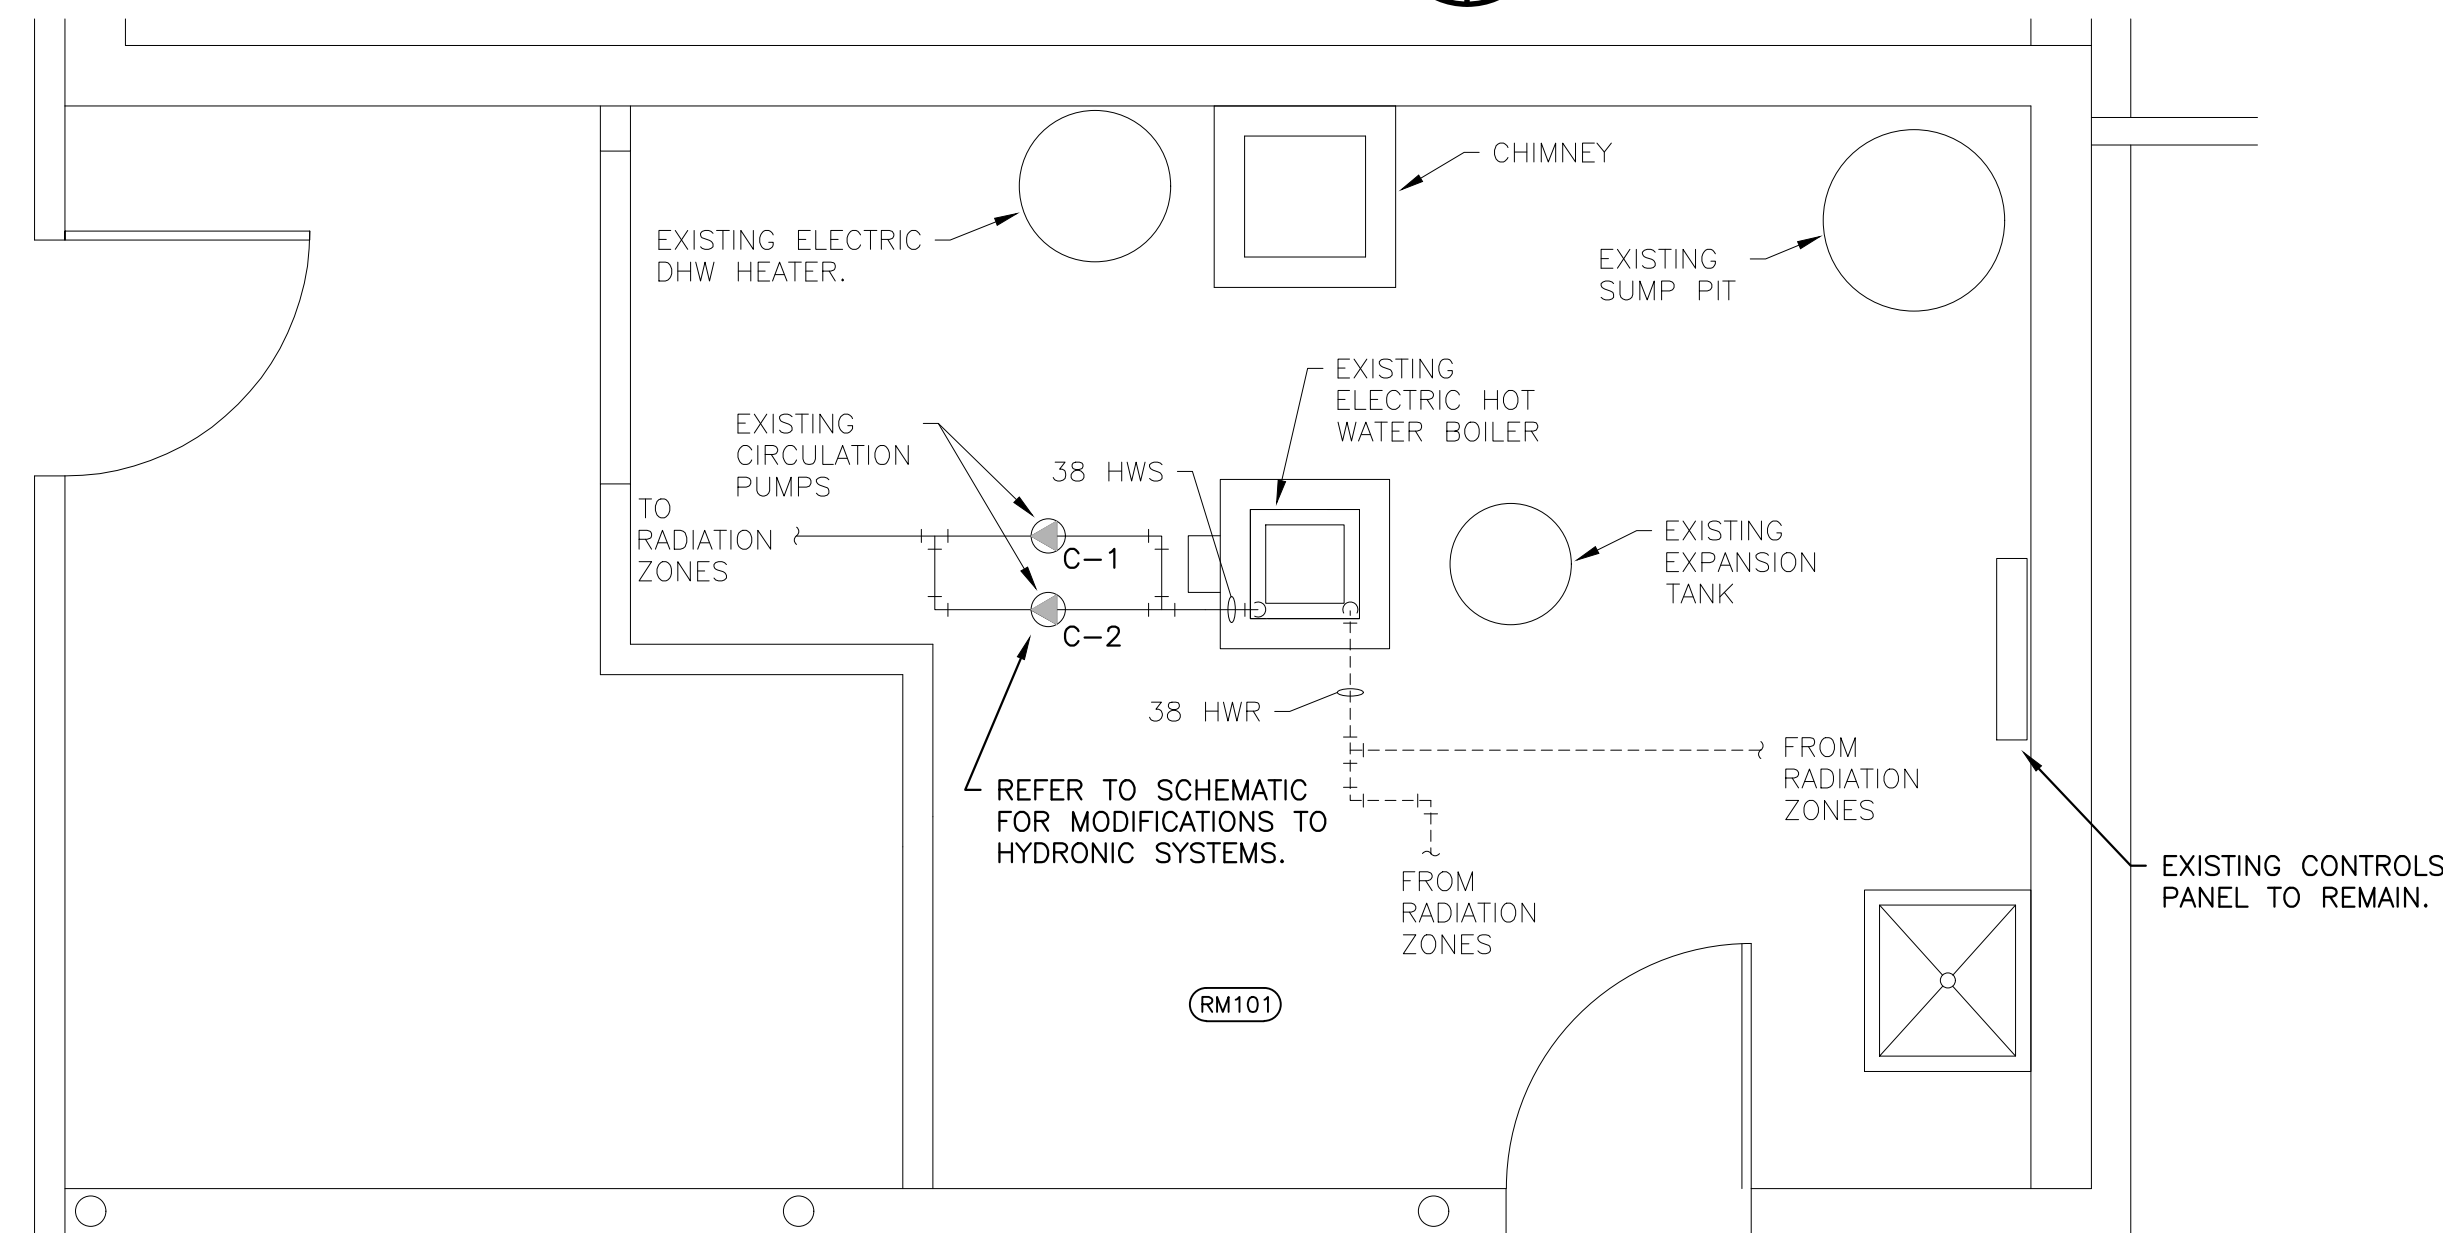 CHIMNEY
EXISTING ELECTRIC
DHW HEATER.
EXISTING
SUMP PIT
EXISTING
ELECTRIC HOT
WATER BOILER
EXISTING
CIRCULATION
PUMPS
38 HWS
TO
RADIATION
ZONES
C-1
C-2
EXISTING
EXPANSION
TANK
38 HWR
FROM
RADIATION
ZONES
REFER TO SCHEMATIC
FOR MODIFICATIONS TO
HYDRONIC SYSTEMS.
FROM
RADIATION
ZONES
EXISTING CONTROLS
PANEL TO REMAIN.
RM101